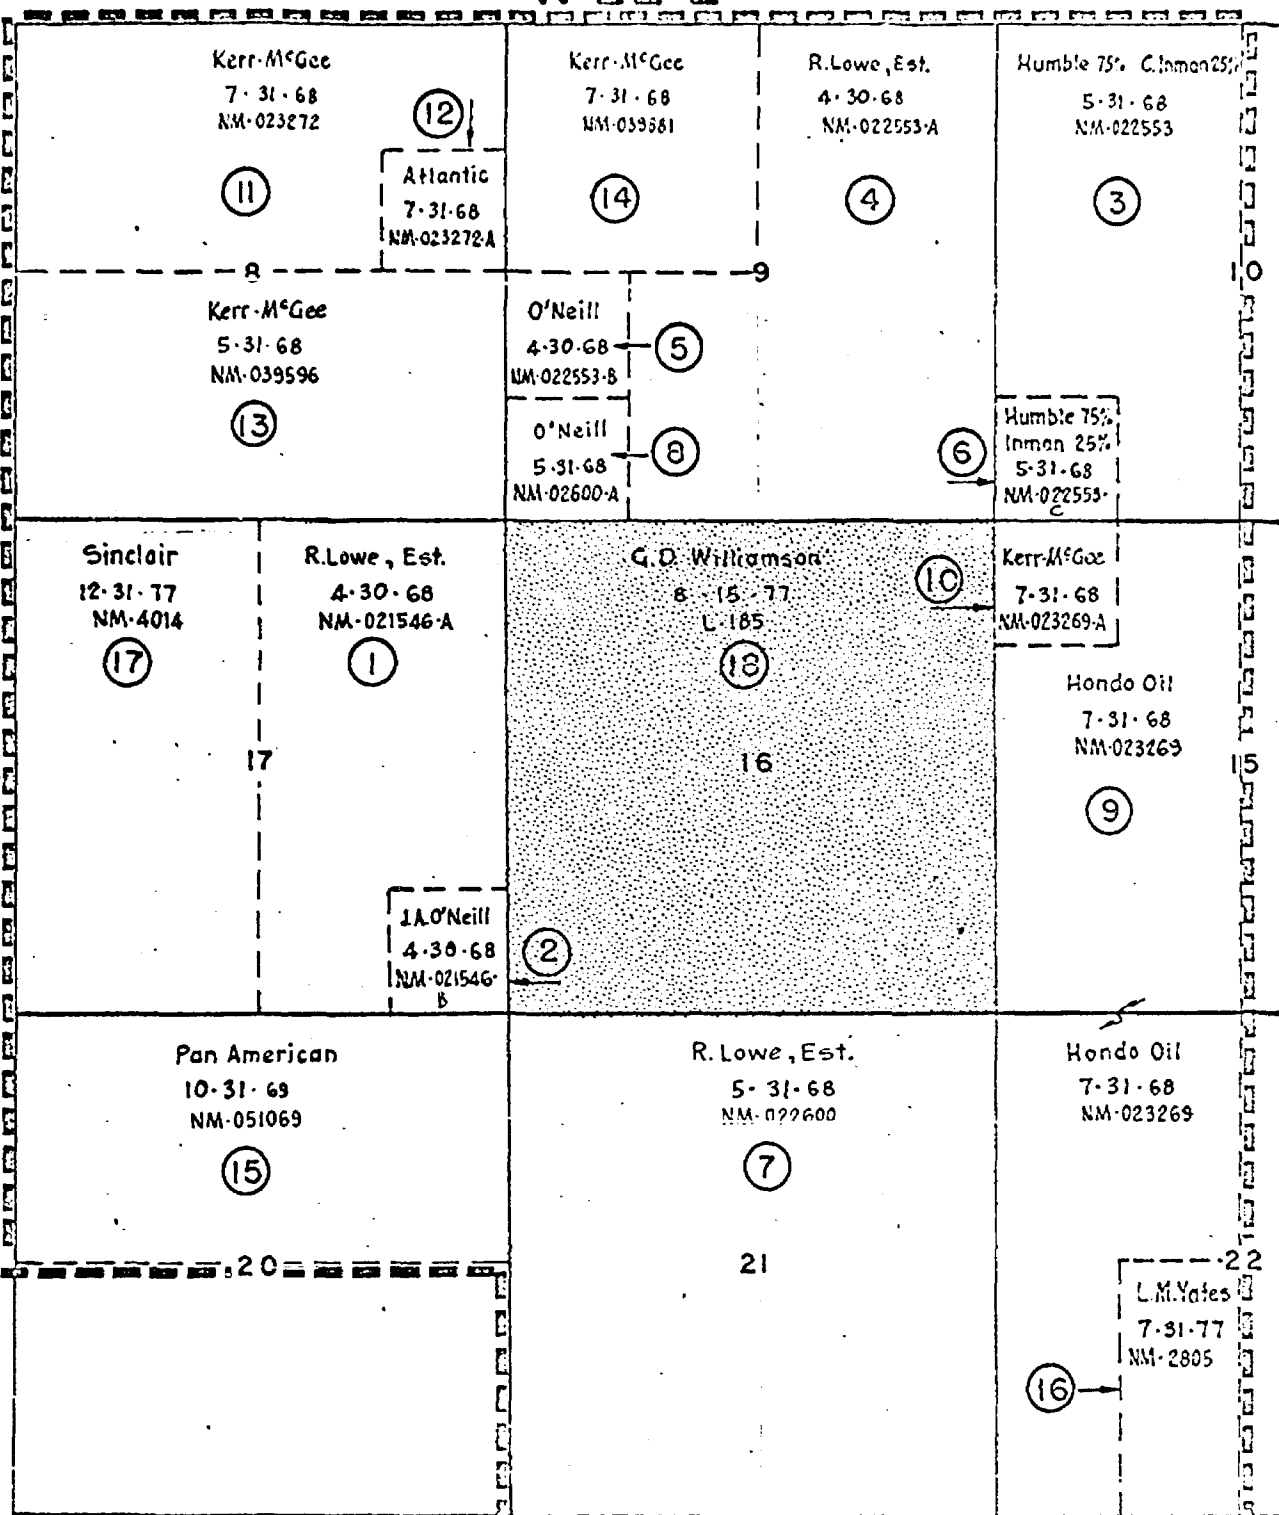 Kerr-McGee
7-31-68
NM-023272
12
11
Atlantic
7-31-68
NM-023272-A
8
Kerr-McGee
7-31-68
NM-039681
14
R. Lowe, Est.
4-30-68
NM-022553-A
4
9
Humble 75% C. Inman 25%
5-31-68
NM-022553
3
10
Kerr-McGee
5-31-68
NM-039596
13
O'Neill
4-30-68
NM-022553-B
5
O'Neill
5-31-68
NM-02600-A
8
6
Humble 75%
Inman 25%
5-31-68
NM-022553-
C
Sinclair
12-31-77
NM-4014
17
R. Lowe, Est.
4-30-68
NM-021546-A
1
17
J.A. O'Neill
4-30-68
NM-021546-
B
2
G.D. Williamson
8-15-77
L-185
18
16
10
Kerr-McGee
7-31-68
NM-023269-A
Hondo Oil
7-31-68
NM-023269
15
9
Pan American
10-31-69
NM-051069
15
20
R. Lowe, Est.
5-31-68
NM-022600
7
21
Hondo Oil
7-31-68
NM-023269
22
L.M. Yates
7-31-77
NM-2805
16